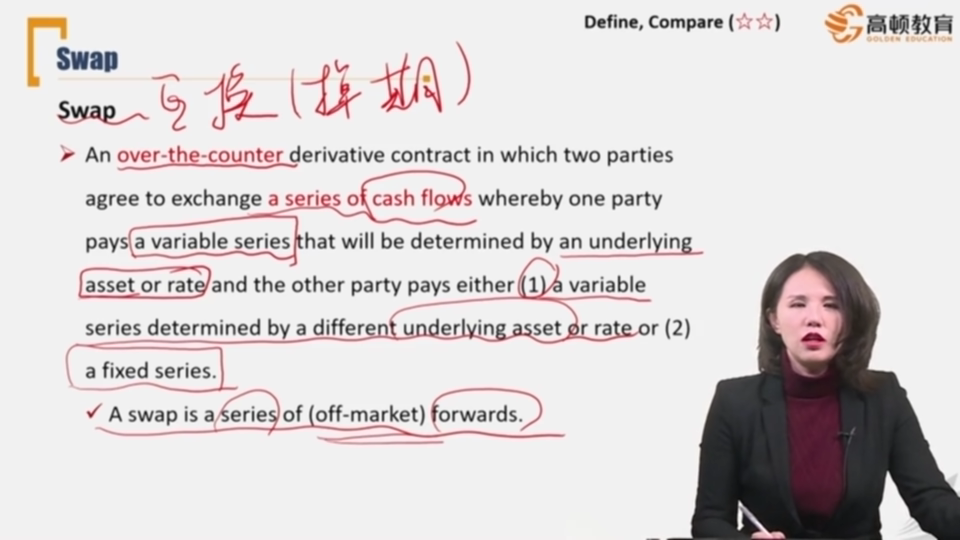 Define, Compare (☆☆)
高顿教育
GOLDEN EDUCATION
Swap
Swap 互换(掉期)
➢ An over-the-counter derivative contract in which two parties
agree to exchange a series of cash flows whereby one party
pays a variable series that will be determined by an underlying
asset or rate and the other party pays either (1) a variable
series determined by a different underlying asset or rate or (2)
a fixed series.
✓ A swap is a series of (off-market) forwards.